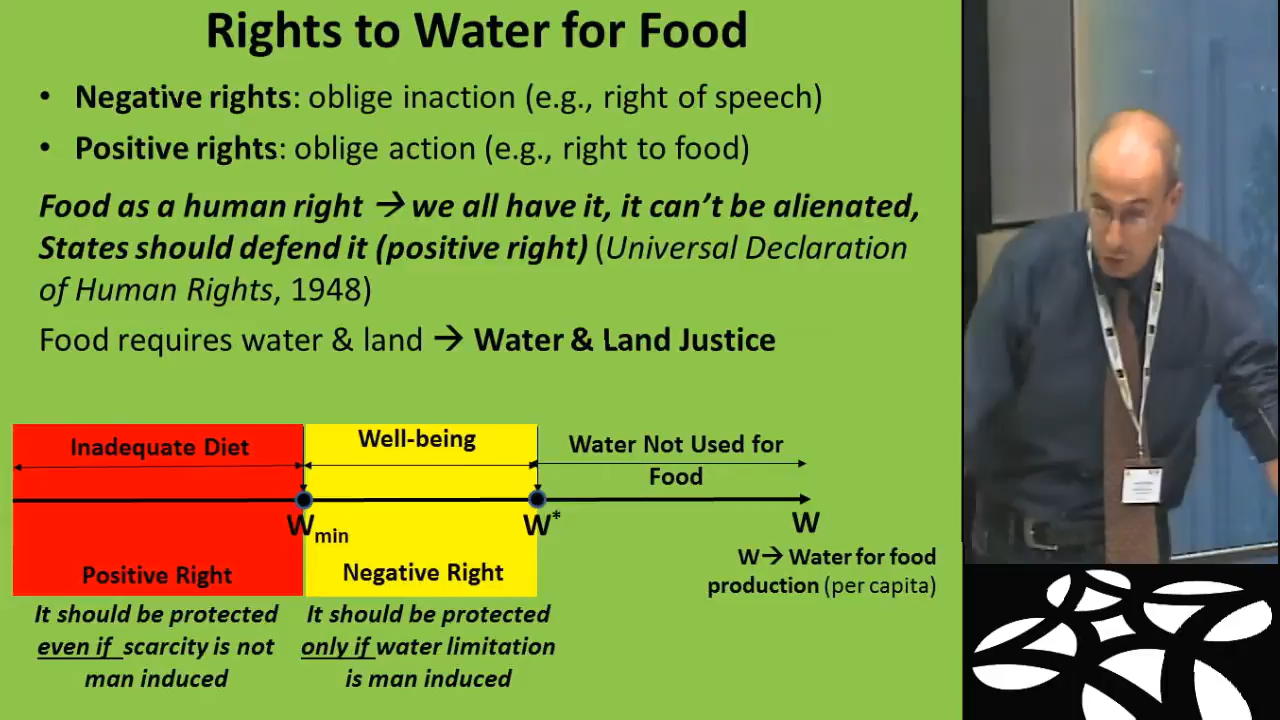 Rights to Water for Food
• Negative rights: oblige inaction (e.g., right of speech)
• Positive rights: oblige action (e.g., right to food)
Food as a human right → we all have it, it can't be alienated,
States should defend it (positive right) (Universal Declaration
of Human Rights, 1948)
Food requires water & land → Water & Land Justice
Inadequate Diet
Well-being
Water Not Used for
Food
Wmin
W*
W
Positive Right
Negative Right
W→ Water for food
production (per capita)
It should be protected
even if scarcity is not
man induced
It should be protected
only if water limitation
is man induced